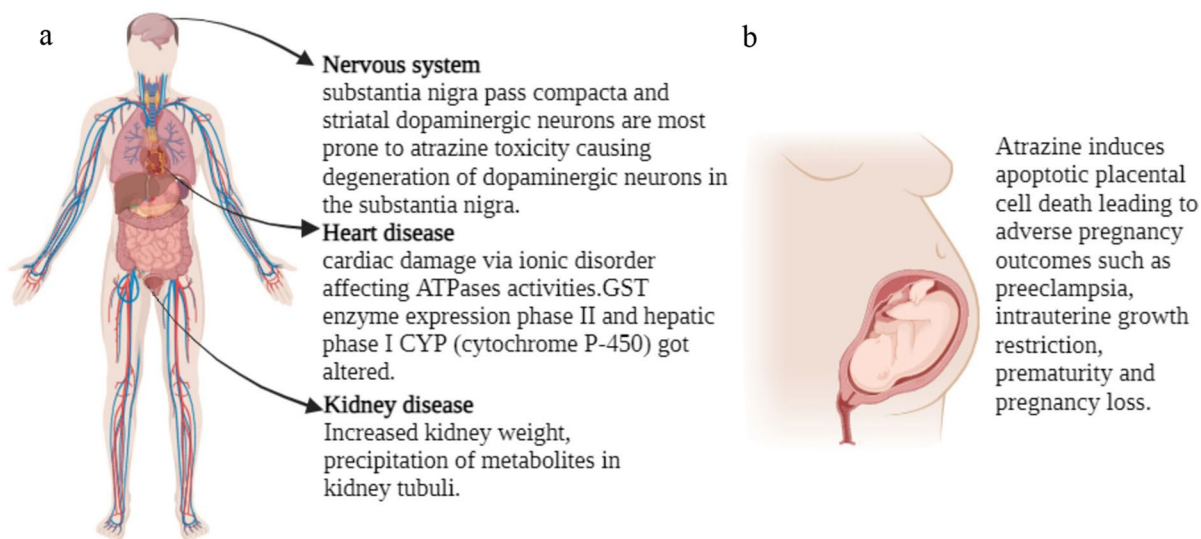 a
Nervous system
substantia nigra pass compacta and
striatal dopaminergic neurons are most
prone to atrazine toxicity causing
degeneration of dopaminergic neurons in
the substantia nigra.
Heart disease
cardiac damage via ionic disorder
affecting ATPases activities.GST
enzyme expression phase II and hepatic
phase I CYP (cytochrome P-450) got
altered.
Kidney disease
Increased kidney weight,
precipitation of metabolites in
kidney tubuli.
b
Atrazine induces
apoptotic placental
cell death leading to
adverse pregnancy
outcomes such as
preeclampsia,
intrauterine growth
restriction,
prematurity and
pregnancy loss.